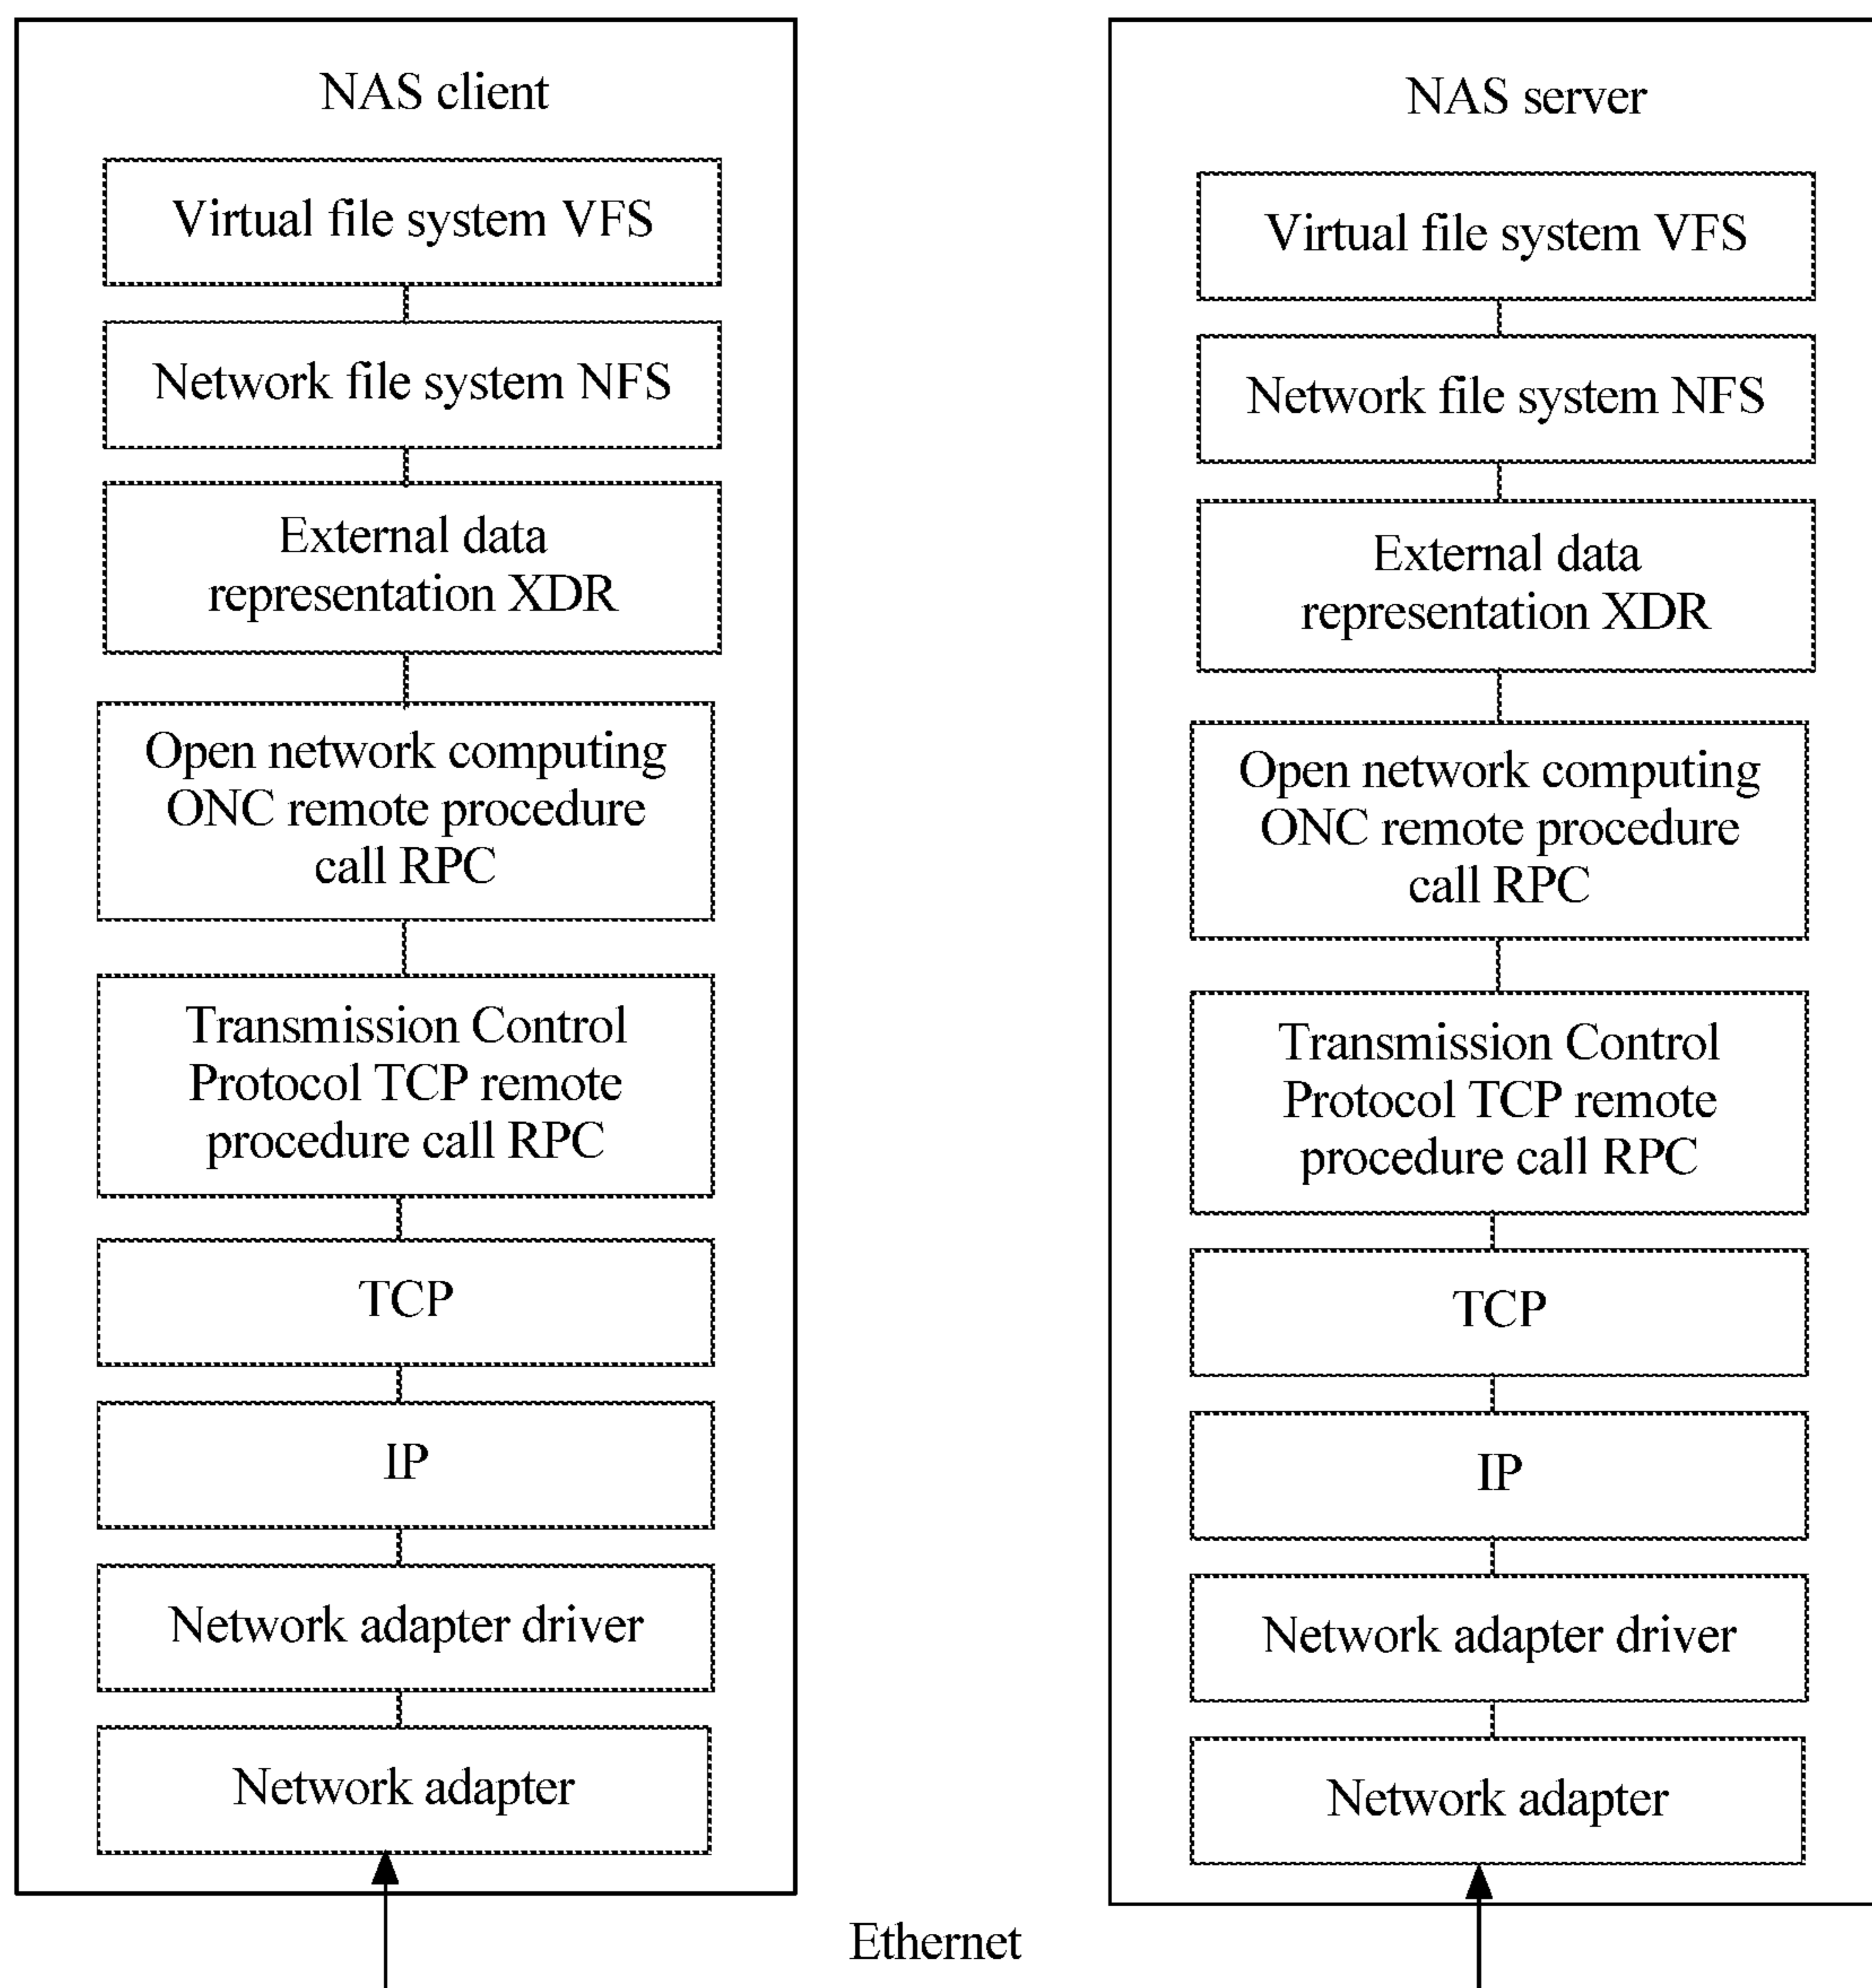 NAS client
Virtual file system VFS
Network file system NFS
External data
representation XDR
Open network computing
ONC remote procedure
call RPC
Transmission Control
Protocol TCP remote
procedure call RPC
TCP
IP
Network adapter driver
Network adapter
NAS server
Virtual file system VFS
Network file system NFS
External data
representation XDR
Open network computing
ONC remote procedure
call RPC
Transmission Control
Protocol TCP remote
procedure call RPC
TCP
IP
Network adapter driver
Network adapter
Ethernet